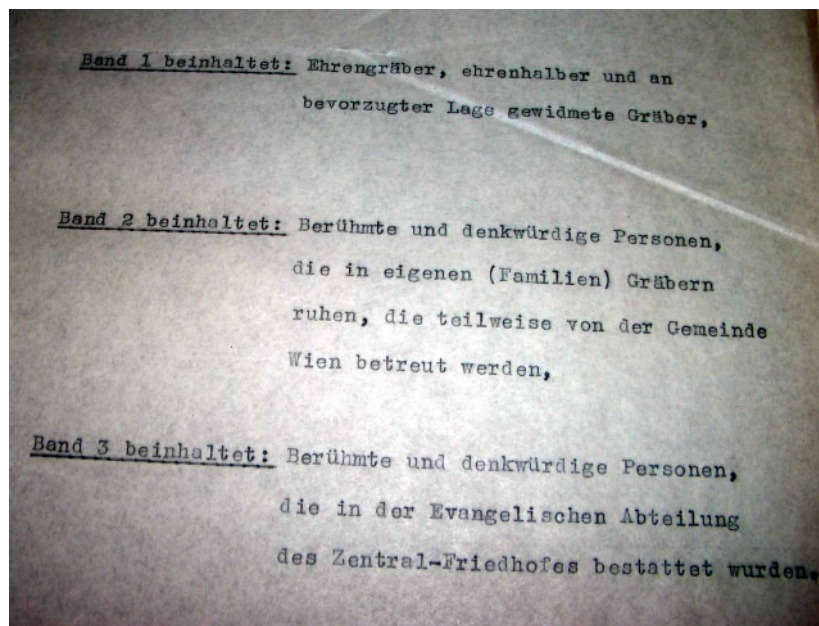 Band 1 beinhaltet: Ehrengräber, ehrenhalber und an
bevorzugter Lage gewidmete Gräber,
Band 2 beinhaltet: Berühmte und denkwürdige Personen,
die in eigenen (Familien) Gräbern
ruhen, die teilweise von der Gemeinde
Wien betreut werden,
Band 3 beinhaltet: Berühmte und denkwürdige Personen,
die in der Evangelischen Abteilung
des Zentral-Friedhofes bestattet wurden.